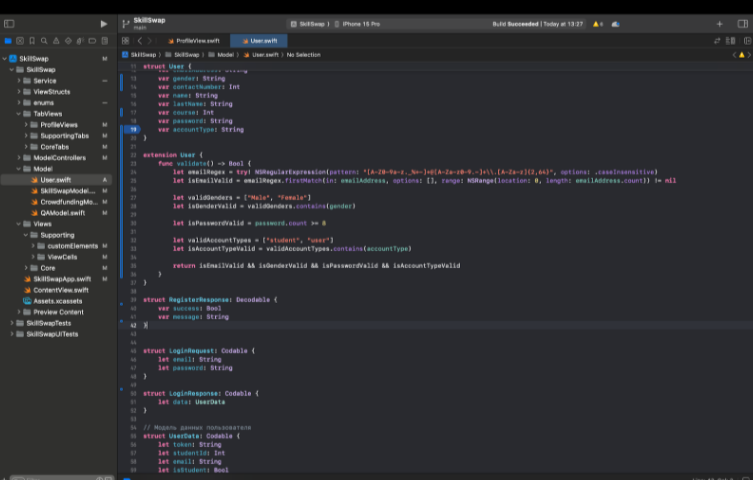 SkillSwap
main
SkillSwap
iPhone 15 Pro
Build Succeeded | Today at 13:27
ProfileView.swift
User.swift
SkillSwap
SkillSwap
Model
User.swift
No Selection
SkillSwap M
SkillSwap
Service
ViewStructs
enums
TabViews
ProfileViews M
SupportingTabs M
CoreTabs M
ModelControllers M
Model
User.swift A
SkillSwapModel.... M
CrowdfundingMo... M
QAModel.swift M
Views
Supporting
customElements M
ViewCells M
Core M
SkillSwapApp.swift M
ContentView.swift M
Assets.xcassets
Preview Content
SkillSwapTests
SkillSwapUITests
struct User {
var gender: String
var contactNumber: Int
var name: String
var lastName: String
var course: Int
var password: String
var accountType: String
}
extension User {
func validate() -> Bool {
let emailRegex = try! NSRegularExpression(pattern: options: .caseInsensitive)
let isEmailValid = emailRegex.firstMatch(in: emailAddress, options: [], range: NSRange(location: 0, length: emailAddress.count)) != nil
let validGenders = ["Male", "Female"]
let isGenderValid = validGenders.contains(gender)
let isPasswordValid = password.count >= 8
let validAccountTypes = ["student", "user"]
let isAccountTypeValid = validAccountTypes.contains(accountType)
return isEmailValid && isGenderValid && isPasswordValid && isAccountTypeValid
}
}
struct RegisterResponse: Decodable {
var success: Bool
var message: String
}
struct LoginRequest: Codable {
let email: String
let password: String
}
struct LoginResponse: Codable {
let data: UserData
}
// Модель данных пользователя
struct UserData: Codable {
let token: String
let studentId: Int
let email: String
let isStudent: Bool